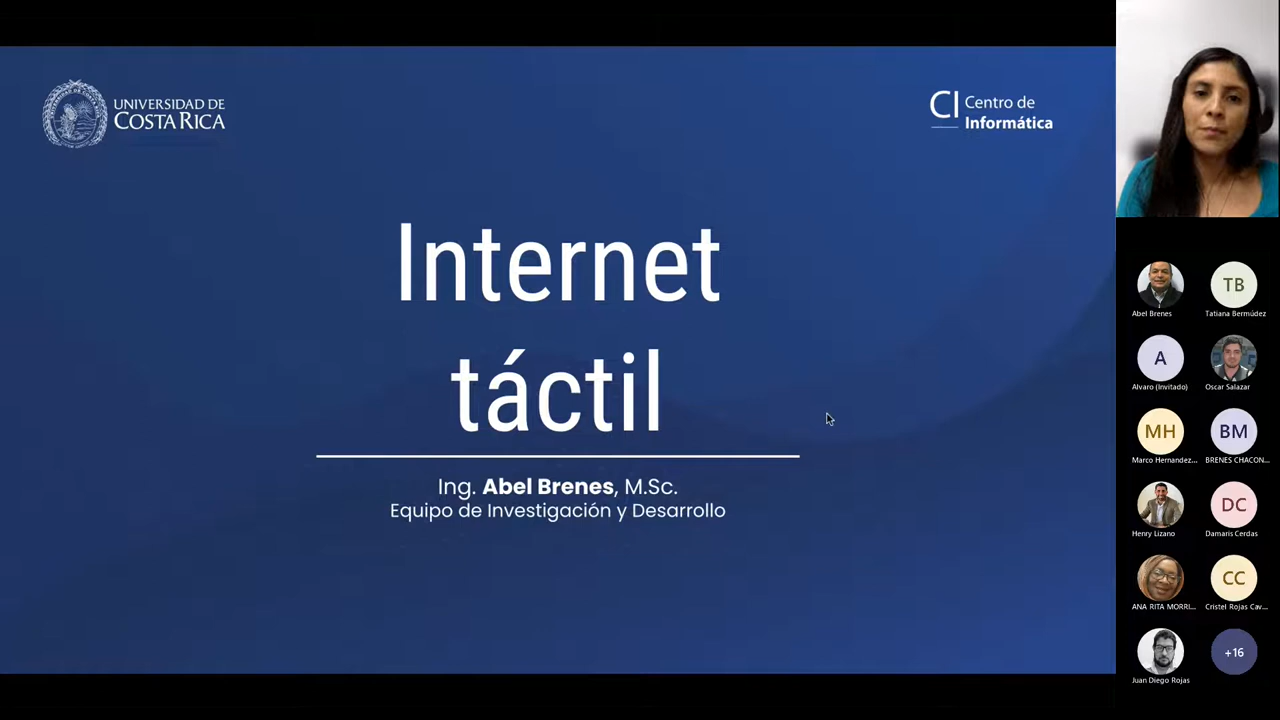 UNIVERSIDAD DE
COSTA RICA
CI Centro de
Informática
Internet
táctil
Ing. Abel Brenes, M.Sc.
Equipo de Investigación y Desarrollo
Abel Brenes
TB
Tatiana Bermúdez
A
Alvaro (Invitado)
Oscar Salazar
MH
Marco Hernandez...
BM
BRENES CHACON...
Henry Lizano
DC
Damaris Cerdas
ANA RITA MORRI...
CC
Cristel Rojas Cav...
Juan Diego Rojas
+16